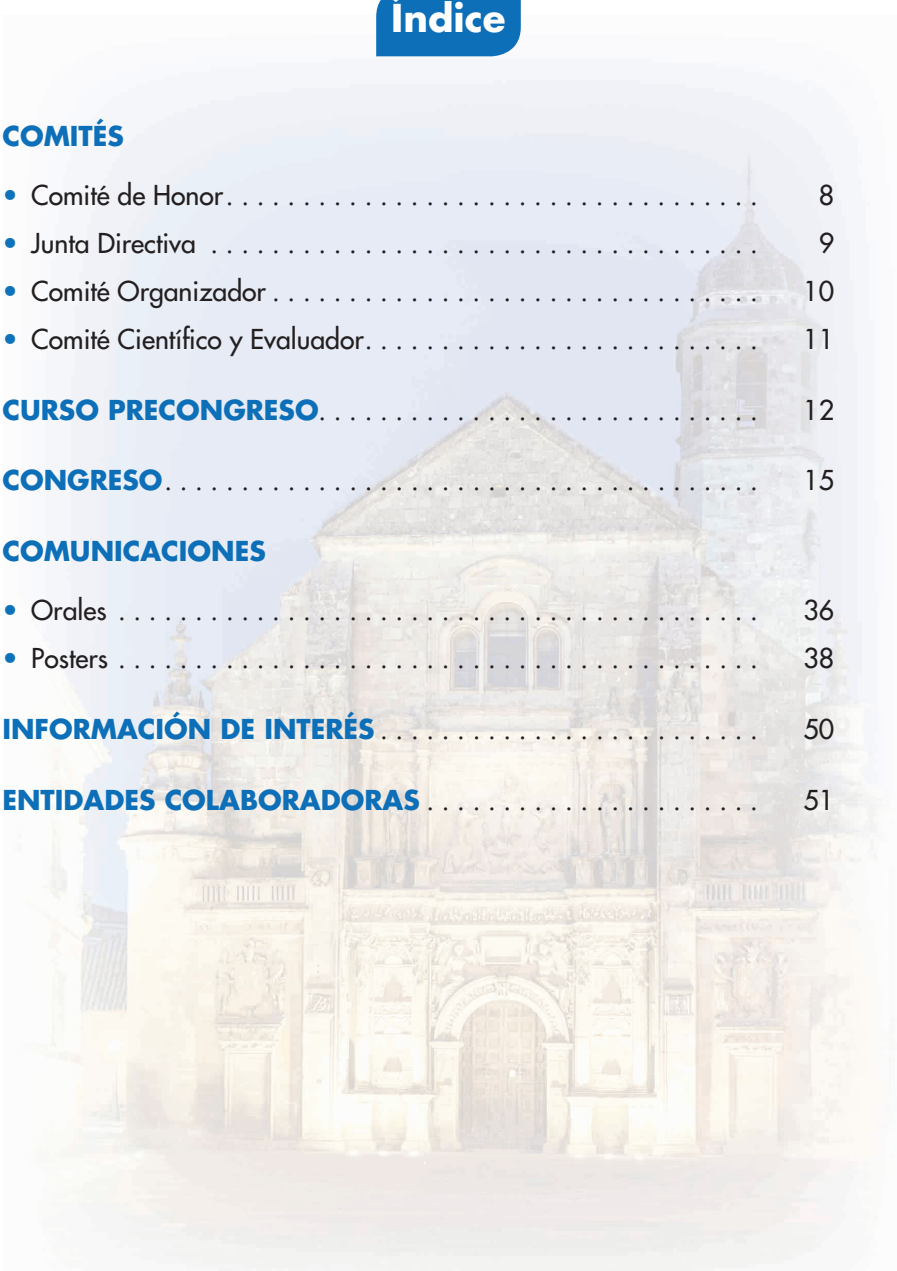 Índice
COMITÉS
• Comité de Honor. . . . . . . . . . . . . . . . . . . . . . . . . . . . . . . . . . . 8
• Junta Directiva . . . . . . . . . . . . . . . . . . . . . . . . . . . . . . . . . . . . 9
• Comité Organizador . . . . . . . . . . . . . . . . . . . . . . . . . . . . . . . . 10
• Comité Científico y Evaluador. . . . . . . . . . . . . . . . . . . . . . . . . . 11
CURSO PRECONGRESO. . . . . . . . . . . . . . . . . . . . . . . . . . . . . 12
CONGRESO. . . . . . . . . . . . . . . . . . . . . . . . . . . . . . . . . . . . . . . 15
COMUNICACIONES
• Orales . . . . . . . . . . . . . . . . . . . . . . . . . . . . . . . . . . . . . . . . . . 36
• Posters . . . . . . . . . . . . . . . . . . . . . . . . . . . . . . . . . . . . . . . . . . 38
INFORMACIÓN DE INTERÉS . . . . . . . . . . . . . . . . . . . . . . . . . 50
ENTIDADES COLABORADORAS . . . . . . . . . . . . . . . . . . . . . . 51